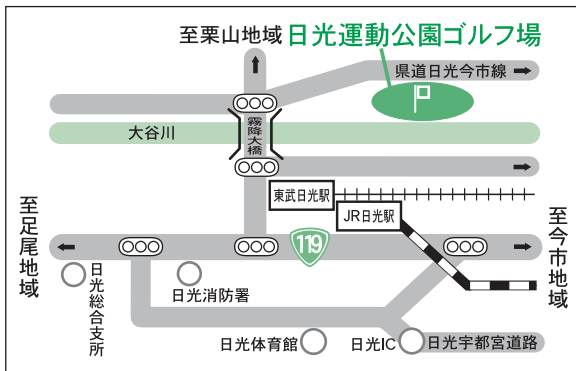 至栗山地域
日光運動公園ゴルフ場
県道日光今市線
大谷川
霧降大橋
東武日光駅
JR日光駅
至足尾地域
119
至今市地域
日光総合支所
日光消防署
日光体育館
日光IC
日光宇都宮道路